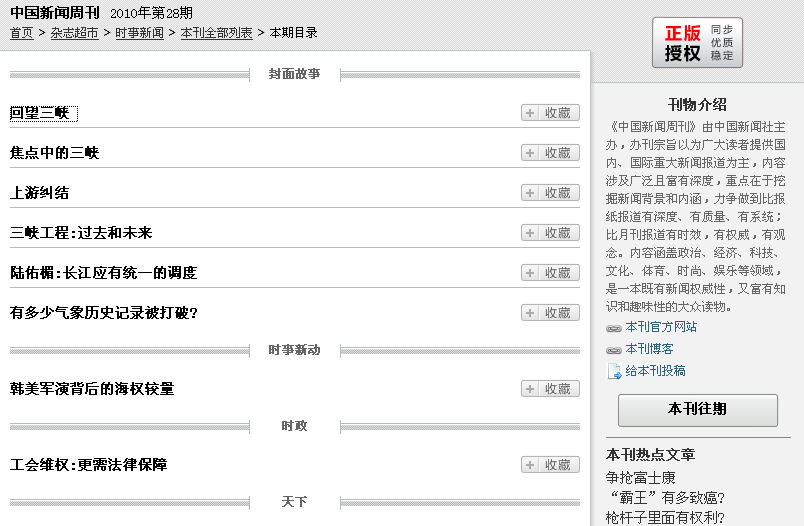 中国新闻周刊 2010年第28期
首页 > 杂志超市 > 时事新闻 > 本刊全部列表 > 本期目录
封面故事
回望三峡 收藏
焦点中的三峡 收藏
上游纠结 收藏
三峡工程:过去和未来 收藏
陆佑楣:长江应有统一的调度 收藏
有多少气象历史记录被打破? 收藏
时事新动
韩美军演背后的海权较量 收藏
时政
工会维权:更需法律保障 收藏
天下
正版授权
同步
优质
稳定
刊物介绍
《中国新闻周刊》由中国新闻社主
办，办刊宗旨以为广大读者提供国
内、国际重大新闻报道为主，内容
涉及广泛且富有深度，重点在于挖
掘新闻背景和内涵，力争做到比报
纸报道有深度、有质量、有系统；
比月刊报道有时效，有权威，有观
念。内容涵盖政治、经济、科技、
文化、体育、时尚、娱乐等领域，
是一本既有新闻权威性，又富有知
识和趣味性的大众读物。
本刊官方网站
本刊博客
给本刊投稿
本刊往期
本刊热点文章
争抢富士康
“霸王”有多致癌?
枪杆子里面有权利?